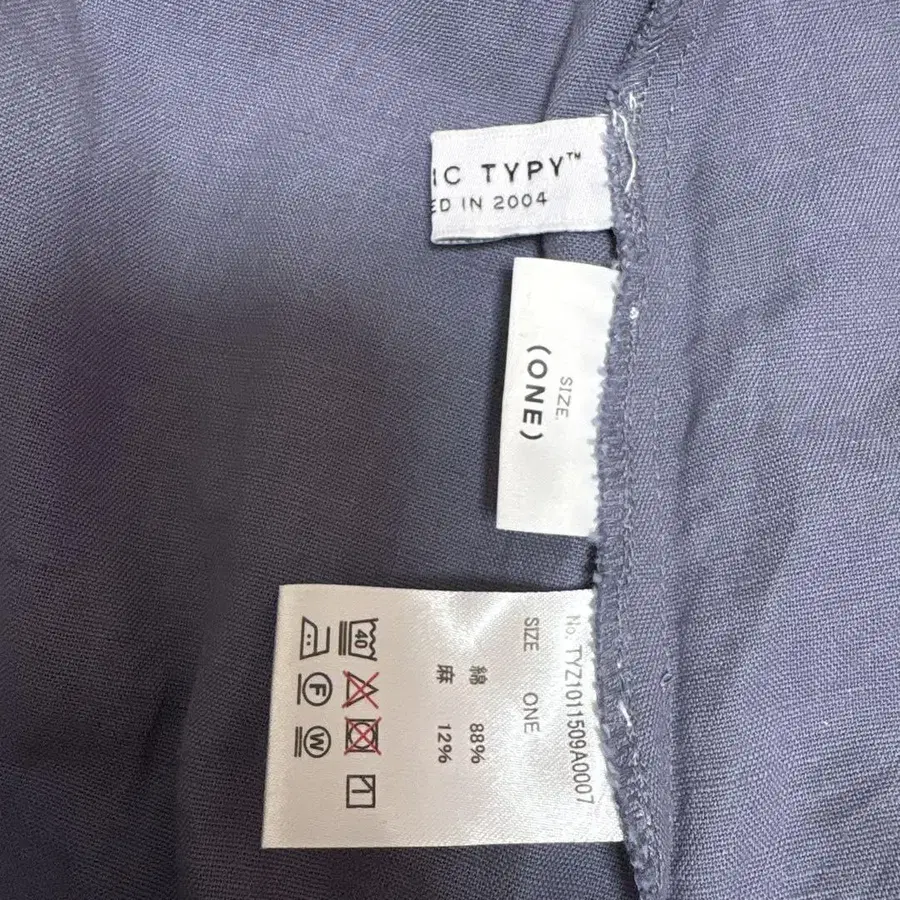 IC TYPY™
ED IN 2004
SIZE.
(ONE)
No. TYZ1011509A0007
SIZE ONE
綿 88%
麻 12%
40
F
W